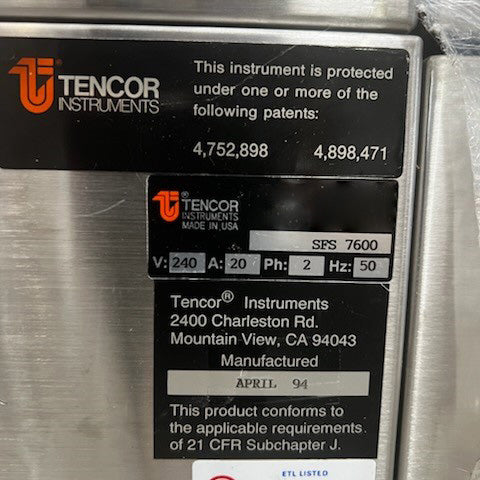 TENCOR
INSTRUMENTS
This instrument is protected
under one or more of the
following patents:
4,752,898 4,898,471
® TENCOR
INSTRUMENTS
MADE IN USA
SFS 7600
V: 240 A: 20 Ph: 2 Hz: 50
Tencor® Instruments
2400 Charleston Rd.
Mountain View, CA 94043
Manufactured
APRIL 94
This product conforms to
the applicable requirements
of 21 CFR Subchapter J.
ETL LISTED